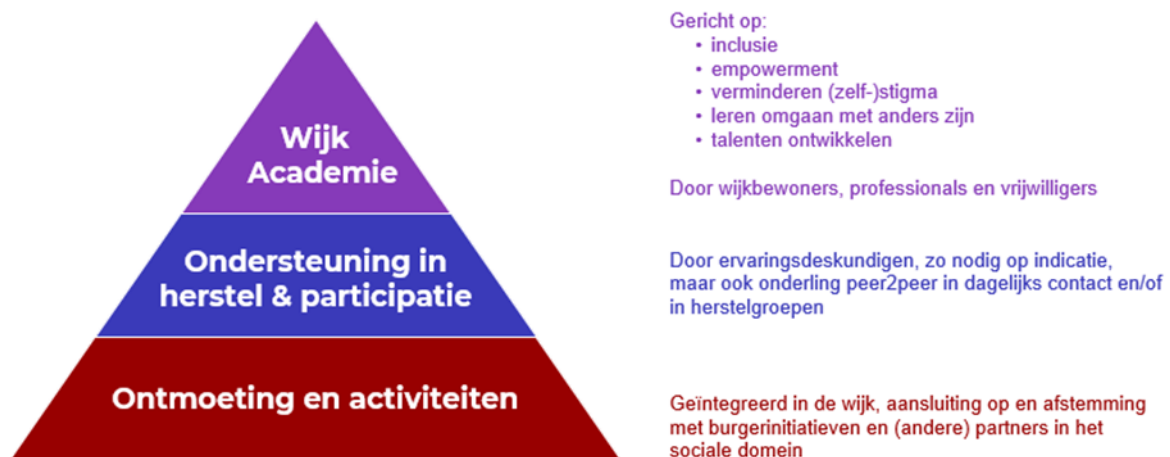 Wijk
Academie
Gericht op:
• inclusie
• empowerment
• verminderen (zelf-)stigma
• leren omgaan met anders zijn
• talenten ontwikkelen
Door wijkbewoners, professionals en vrijwilligers
Ondersteuning in
herstel & participatie
Door ervaringsdeskundigen, zo nodig op indicatie,
maar ook onderling peer2peer in dagelijks contact en/of
in herstelgroepen
Ontmoeting en activiteiten
Geïntegreerd in de wijk, aansluiting op en afstemming
met burgerinitiatieven en (andere) partners in het
sociale domein